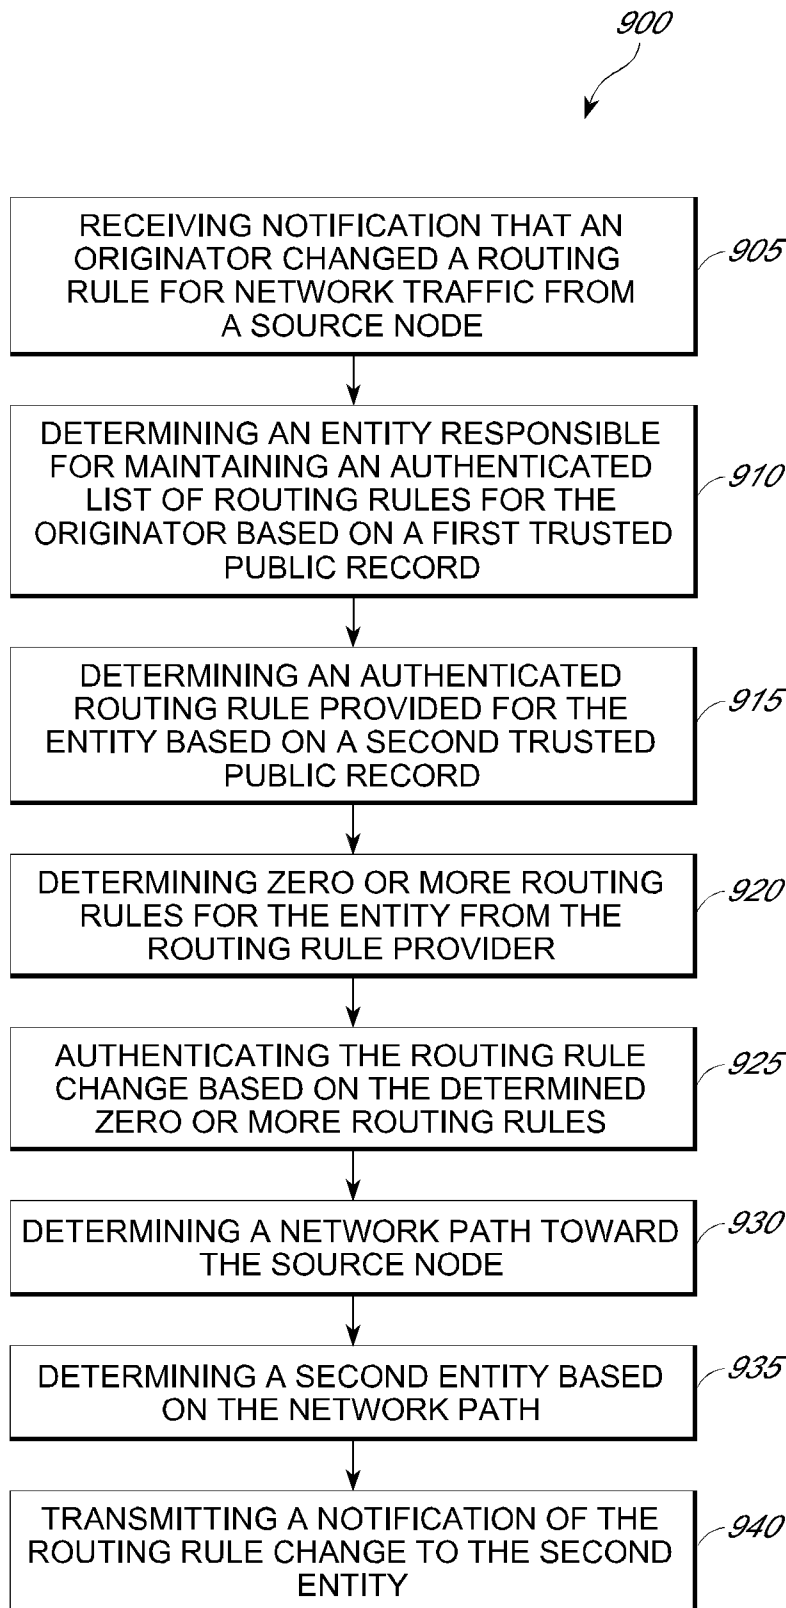 900
RECEIVING NOTIFICATION THAT AN
ORIGINATOR CHANGED A ROUTING
RULE FOR NETWORK TRAFFIC FROM
A SOURCE NODE
905
DETERMINING AN ENTITY RESPONSIBLE
FOR MAINTAINING AN AUTHENTICATED
LIST OF ROUTING RULES FOR THE
ORIGINATOR BASED ON A FIRST TRUSTED
PUBLIC RECORD
910
DETERMINING AN AUTHENTICATED
ROUTING RULE PROVIDED FOR THE
ENTITY BASED ON A SECOND TRUSTED
PUBLIC RECORD
915
DETERMINING ZERO OR MORE ROUTING
RULES FOR THE ENTITY FROM THE
ROUTING RULE PROVIDER
920
AUTHENTICATING THE ROUTING RULE
CHANGE BASED ON THE DETERMINED
ZERO OR MORE ROUTING RULES
925
DETERMINING A NETWORK PATH TOWARD
THE SOURCE NODE
930
DETERMINING A SECOND ENTITY BASED
ON THE NETWORK PATH
935
TRANSMITTING A NOTIFICATION OF THE
ROUTING RULE CHANGE TO THE SECOND
ENTITY
940